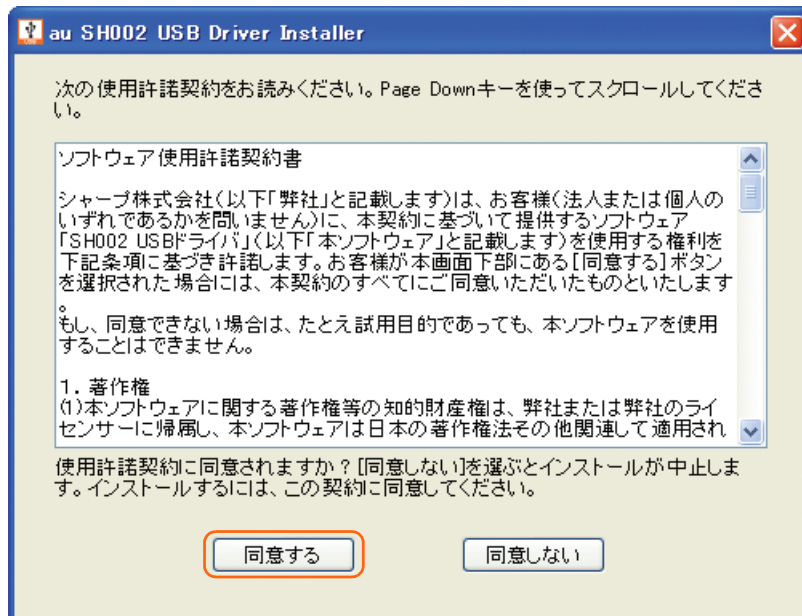 au SH002 USB Driver Installer
次の使用許諾契約をお読みください。Page Downキーを使ってスクロールしてくださ
い。
ソフトウェア使用許諾契約書
シャープ株式会社(以下「弊社」と記載します)は、お客様(法人または個人の
いずれであるかを問いません)に、本契約に基づいて提供するソフトウェア
「SH002 USBドライバ」(以下「本ソフトウェア」と記載します)を使用する権利を
下記条項に基づき許諾します。お客様が本画面下部にある[同意する]ボタン
を選択された場合には、本契約のすべてにご同意いただいたものといたします
。
もし、同意できない場合は、たとえ試用目的であっても、本ソフトウェアを使用
することはできません。
1. 著作権
(1)本ソフトウェアに関する著作権等の知的財産権は、弊社または弊社のライ
センサーに帰属し、本ソフトウェアは日本の著作権法その他関連して適用され
使用許諾契約に同意されますか?[同意しない]を選ぶとインストールが中止しま
す。インストールするには、この契約に同意してください。
同意する
同意しない